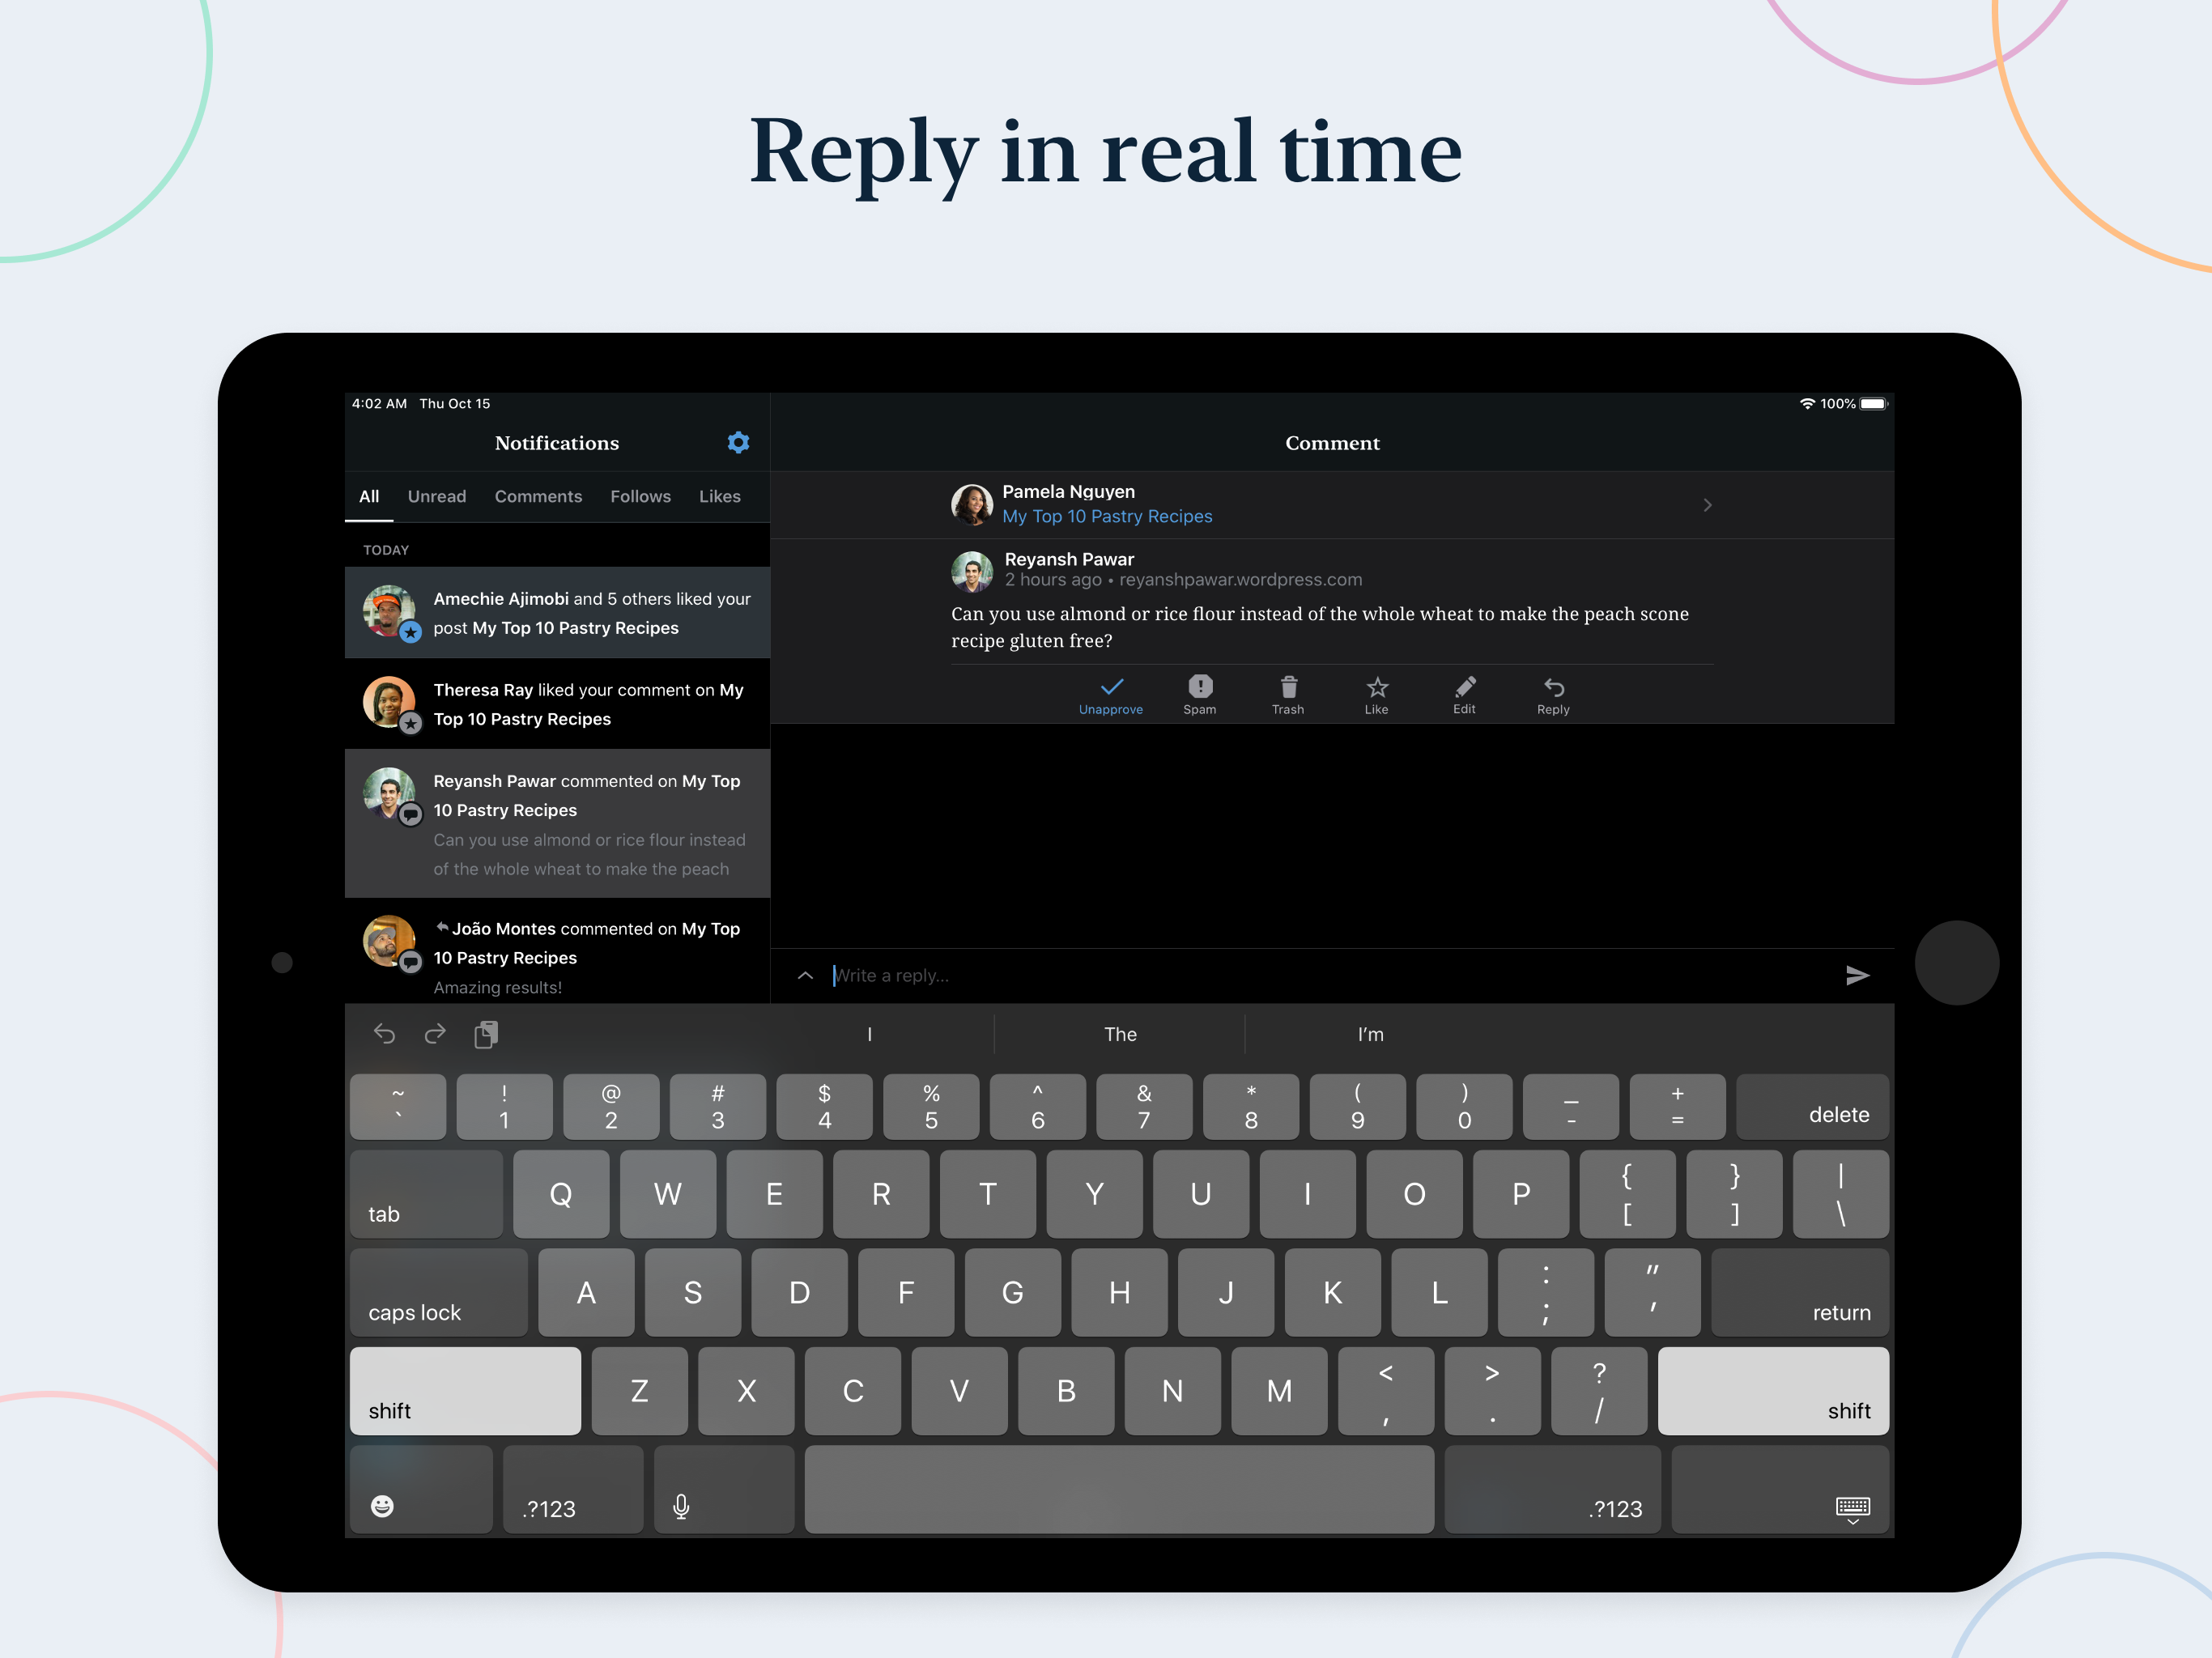 Reply in real time
4:02 AM Thu Oct 15
100%
Notifications
All Unread Comments Follows Likes
TODAY
Amechie Ajimobi and 5 others liked your
post My Top 10 Pastry Recipes
Theresa Ray liked your comment on My
Top 10 Pastry Recipes
Reyansh Pawar commented on My Top
10 Pastry Recipes
Can you use almond or rice flour instead
of the whole wheat to make the peach
João Montes commented on My Top
10 Pastry Recipes
Amazing results!
Comment
Pamela Nguyen
My Top 10 Pastry Recipes
Reyansh Pawar
2 hours ago • reyanshpawar.wordpress.com
Can you use almond or rice flour instead of the whole wheat to make the peach scone
recipe gluten free?
Unapprove Spam Trash Like Edit Reply
Write a reply...
I The I'm
~ ! @ # $ % ^ & * ( ) _ +
` 1 2 3 4 5 6 7 8 9 0 - = delete
tab Q W E R T Y U I O P { [ } ] | \
caps lock A S D F G H J K L : ; " ' return
shift Z X C V B N M < , > . ? / shift
.?123 .?123